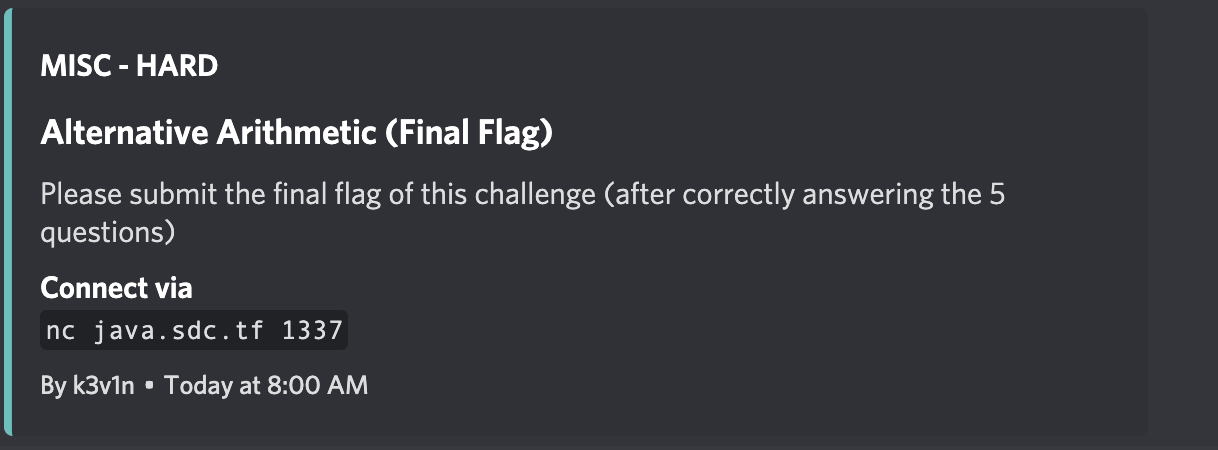 MISC - HARD
Alternative Arithmetic (Final Flag)
Please submit the final flag of this challenge (after correctly answering the 5
questions)
Connect via
nc java.sdc.tf 1337
By k3v1n • Today at 8:00 AM